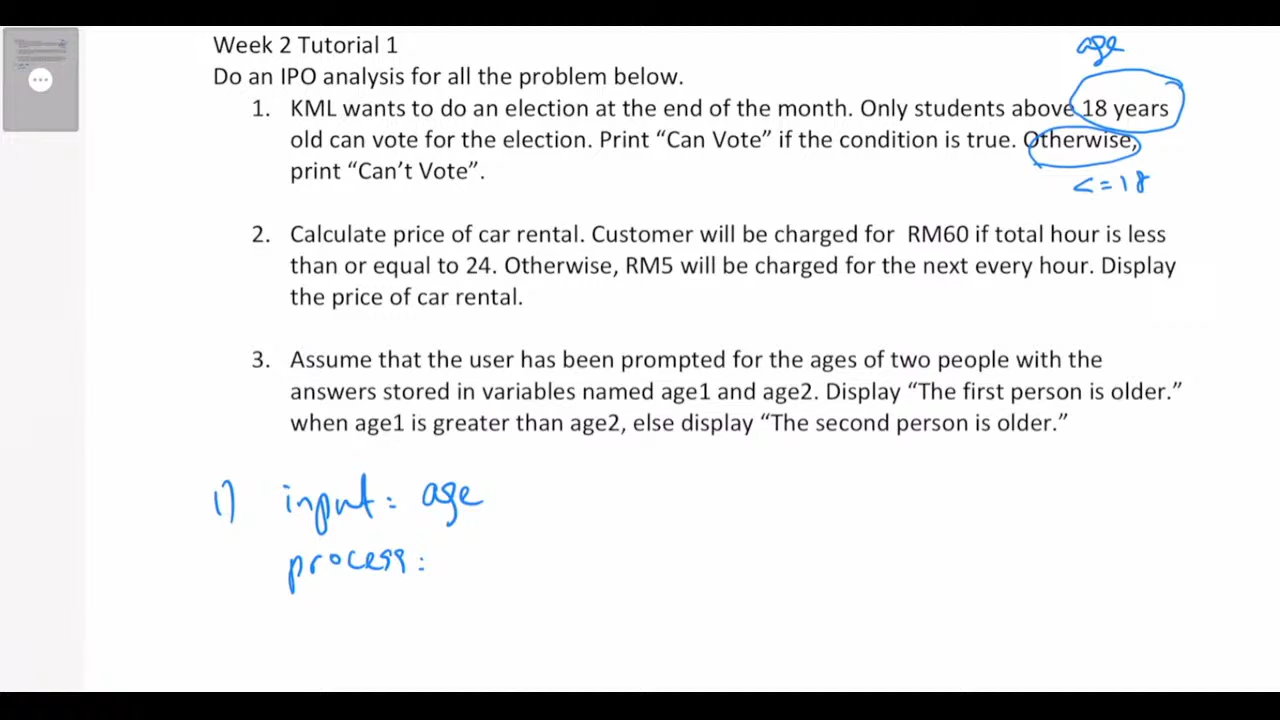 Week 2 Tutorial 1
age
Do an IPO analysis for all the problem below.
1. KML wants to do an election at the end of the month. Only students above 18 years
old can vote for the election. Print “Can Vote” if the condition is true. Otherwise,
print “Can’t Vote”.
<=18
2. Calculate price of car rental. Customer will be charged for RM60 if total hour is less
than or equal to 24. Otherwise, RM5 will be charged for the next every hour. Display
the price of car rental.
3. Assume that the user has been prompted for the ages of two people with the
answers stored in variables named age1 and age2. Display “The first person is older.”
when age1 is greater than age2, else display “The second person is older.”
1) input: age
process: